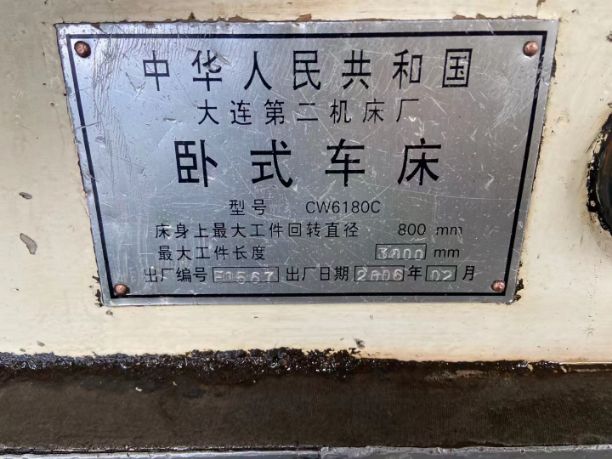 中华人民共和国
大连第二机床厂
卧式车床
型号 CW6180C
床身上最大工件回转直径 800 mm
最大工件长度 3000 mm
出厂编号 出厂日期 2006 年 02 月